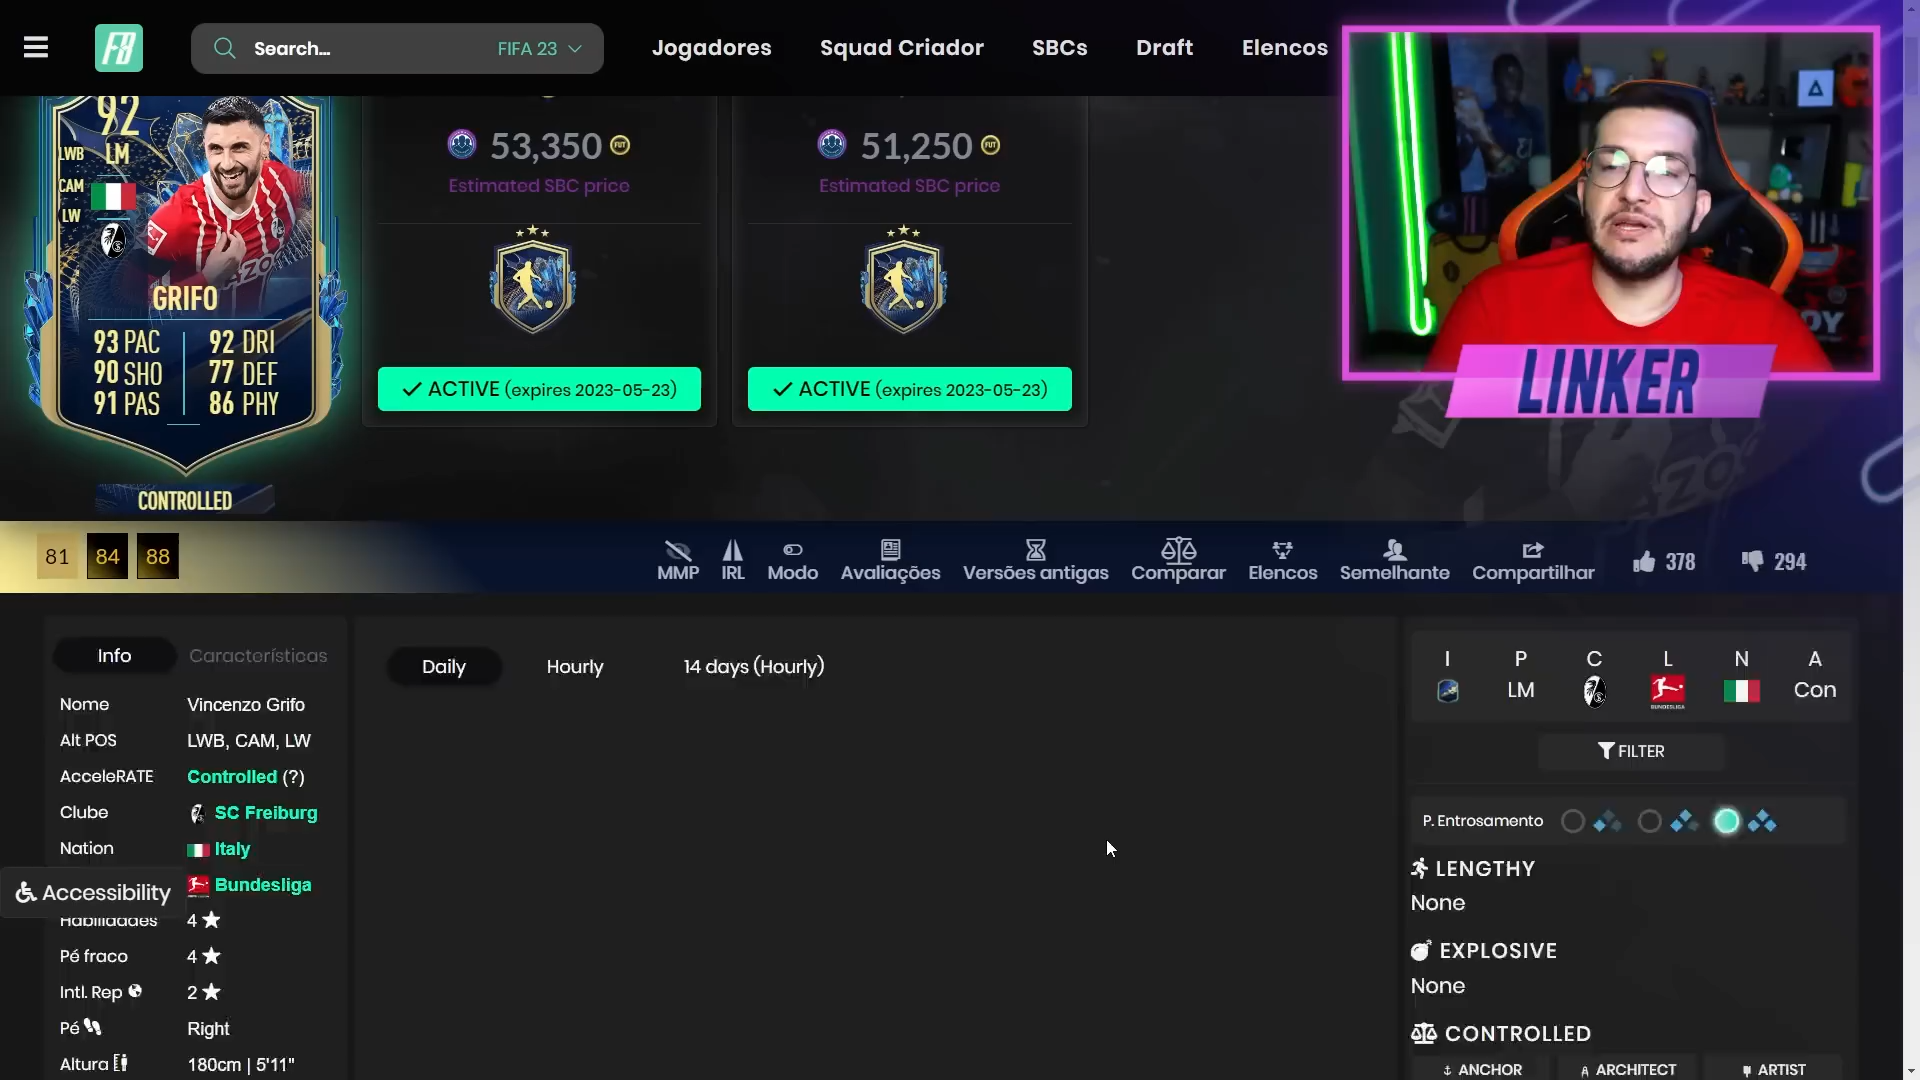 Search...
FIFA 23
Jogadores
Squad Criador
SBCs
Draft
Elencos
92
LM
LWB
CAM
LW
GRIFO
93 PAC 92 DRI
90 SHO 77 DEF
91 PAS 86 PHY
CONTROLLED
53,350
Estimated SBC price
ACTIVE (expires 2023-05-23)
51,250
Estimated SBC price
ACTIVE (expires 2023-05-23)
LINKER
81 84 88
MMP
IRL
Modo
Avaliações
Versões antigas
Comparar
Elencos
Semelhante
Compartilhar
378
294
Info
Características
Nome Vincenzo Grifo
Alt POS LWB, CAM, LW
AcceleRATE Controlled (?)
Clube SC Freiburg
Nation Italy
Bundesliga
Accessibility
Habilidades 4
Pé fraco 4
Intl. Rep 2
Pé Right
Altura 180cm | 5'11"
Daily
Hourly
14 days (Hourly)
I P C L N A
LM Con
FILTER
P. Entrosamento
LENGTHY
None
EXPLOSIVE
None
CONTROLLED
ANCHOR
ARCHITECT
ARTIST